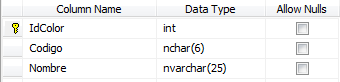 Column Name Data Type Allow Nulls
IdColor int
Codigo nchar(6)
Nombre nvarchar(25)